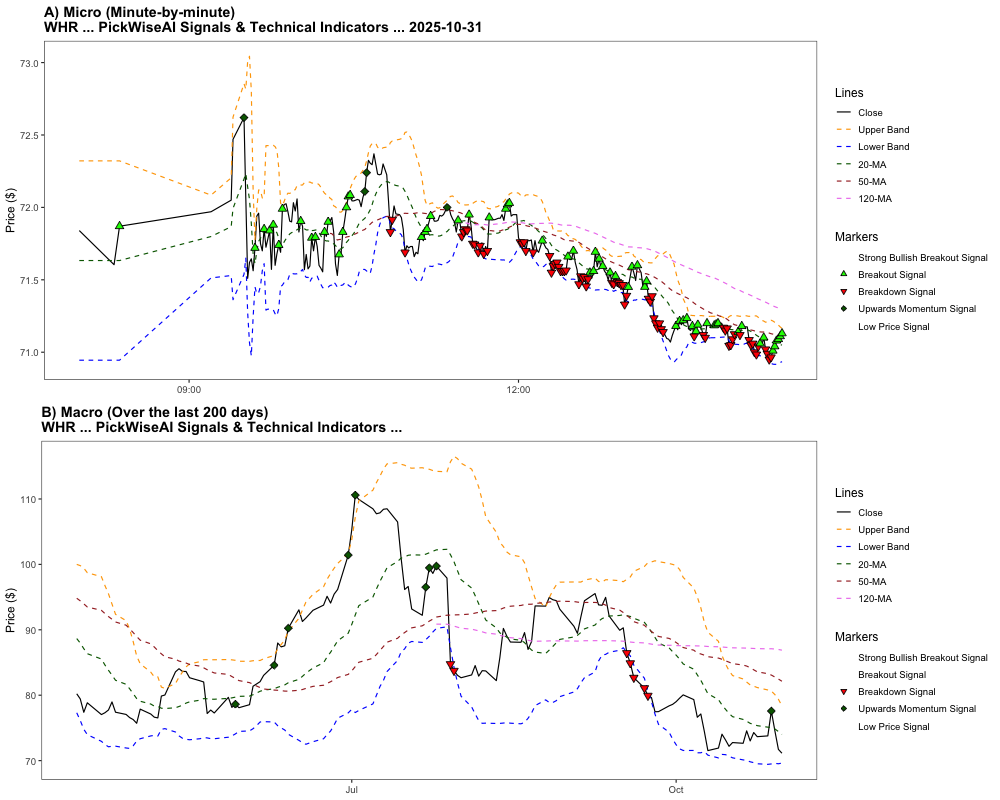 A) Micro (Minute-by-minute)
WHR ... PickWiseAI Signals & Technical Indicators ... 2025-10-31
73.0
72.5
72.0
71.5
71.0
Price ($)
09:00
12:00
Lines
Close
Upper Band
Lower Band
20-MA
50-MA
120-MA
Markers
Strong Bullish Breakout Signal
Breakout Signal
Breakdown Signal
Upwards Momentum Signal
Low Price Signal
B) Macro (Over the last 200 days)
WHR ... PickWiseAI Signals & Technical Indicators ...
110
100
90
80
70
Price ($)
Jul
Oct
Lines
Close
Upper Band
Lower Band
20-MA
50-MA
120-MA
Markers
Strong Bullish Breakout Signal
Breakout Signal
Breakdown Signal
Upwards Momentum Signal
Low Price Signal